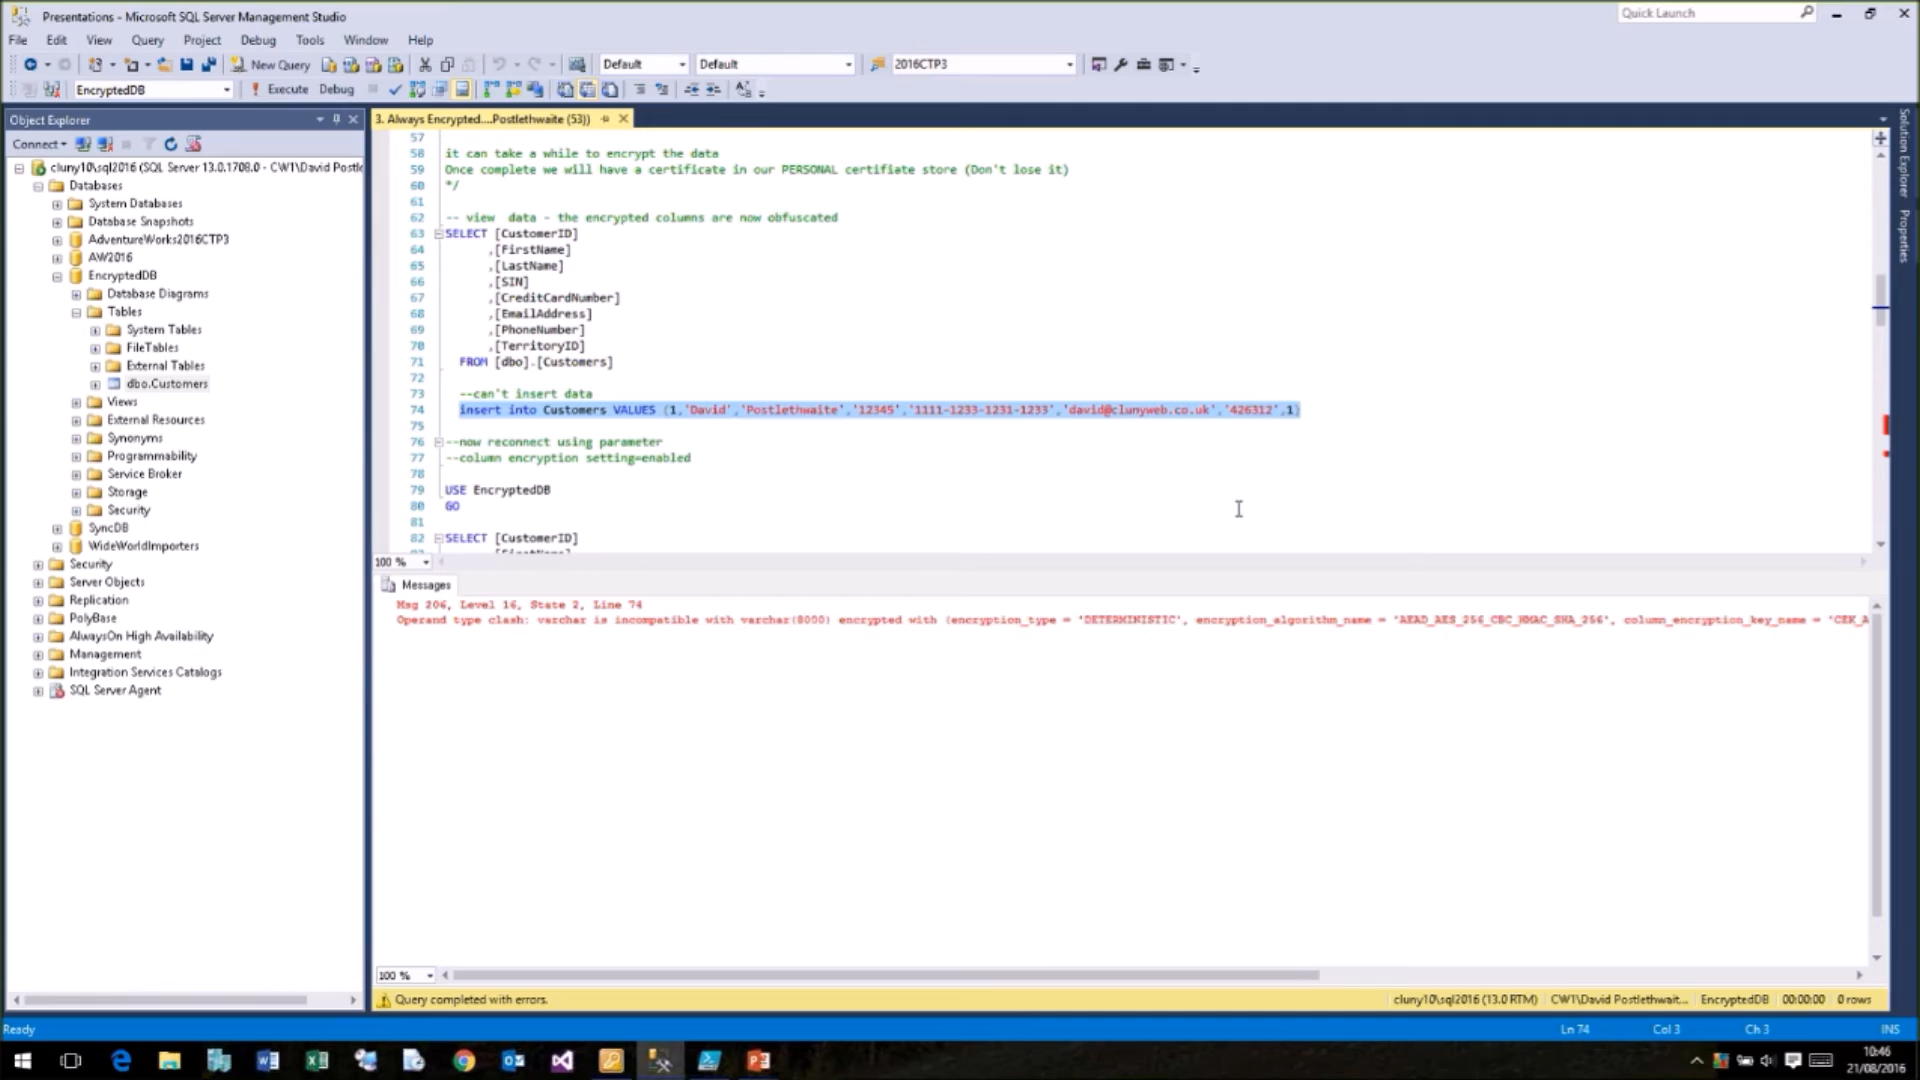 Presentations - Microsoft SQL Server Management Studio
Quick Launch
File Edit View Query Project Debug Tools Window Help
New Query Default Default 2016CTP3
EncryptedDB Execute Debug
Object Explorer
3. Always Encrypted....Postlethwaite (53))
Connect
cluny10\sql2016 (SQL Server 13.0.1708.0 - CW1\David Postle
Databases
System Databases
Database Snapshots
AdventureWorks2016CTP3
AW2016
EncryptedDB
Database Diagrams
Tables
System Tables
FileTables
External Tables
dbo.Customers
Views
External Resources
Synonyms
Programmability
Service Broker
Storage
Security
SyncDB
WideWorldImporters
Security
Server Objects
Replication
PolyBase
AlwaysOn High Availability
Management
Integration Services Catalogs
SQL Server Agent
57
58 it can take a while to encrypt the data
59 Once complete we will have a certificate in our PERSONAL certifiate store (Don't lose it)
60 */
61
62 -- view  data - the encrypted columns are now obfuscated
63 SELECT [CustomerID]
64 ,[FirstName]
65 ,[LastName]
66 ,[SIN]
67 ,[CreditCardNumber]
68 ,[EmailAddress]
69 ,[PhoneNumber]
70 ,[TerritoryID]
71 FROM [dbo].[Customers]
72
73 --can't insert data
74 insert into Customers VALUES (1,'David','Postlethwaite','12345','1111-1233-1231-1233','david@clunyweb.co.uk','426312',1)
75
76 --now reconnect using parameter
77 --column encryption setting=enabled
78
79 USE EncryptedDB
80 GO
81
82 SELECT [CustomerID]
100 %
Messages
Msg 206, Level 16, State 2, Line 74
Operand type clash: varchar is incompatible with varchar(8000) encrypted with (encryption_type = 'DETERMINISTIC', encryption_algorithm_name = 'AEAD_AES_256_CBC_HMAC_SHA_256', column_encryption_key_name = 'CEK_A
100 %
Query completed with errors. cluny10\sql2016 (13.0 RTM) CW1\David Postlethwait... EncryptedDB 00:00:00 0 rows
Solution Explorer
Properties
Ready Ln 74 Col 3 Ch 3 INS
10:46
21/08/2016